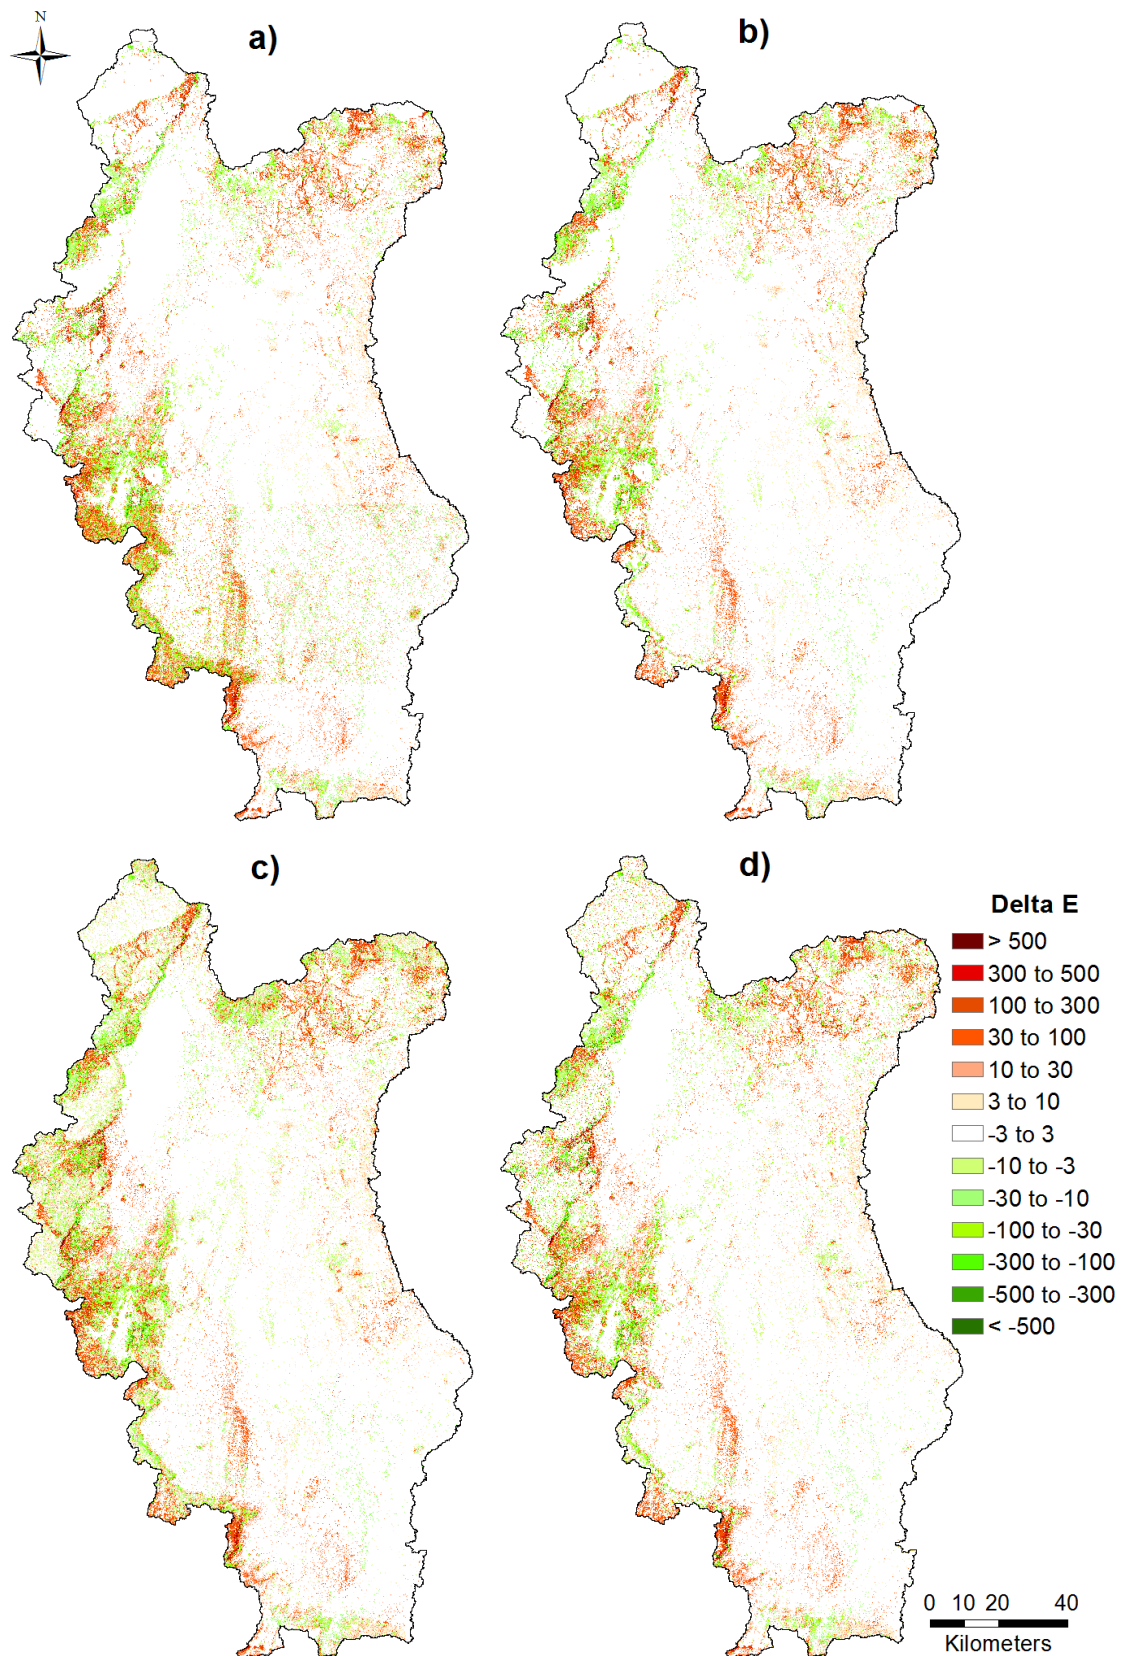 N
a)
b)
c)
d)
Delta E
> 500
300 to 500
100 to 300
30 to 100
10 to 30
3 to 10
-3 to 3
-10 to -3
-30 to -10
-100 to -30
-300 to -100
-500 to -300
< -500
0 10 20 40
Kilometers